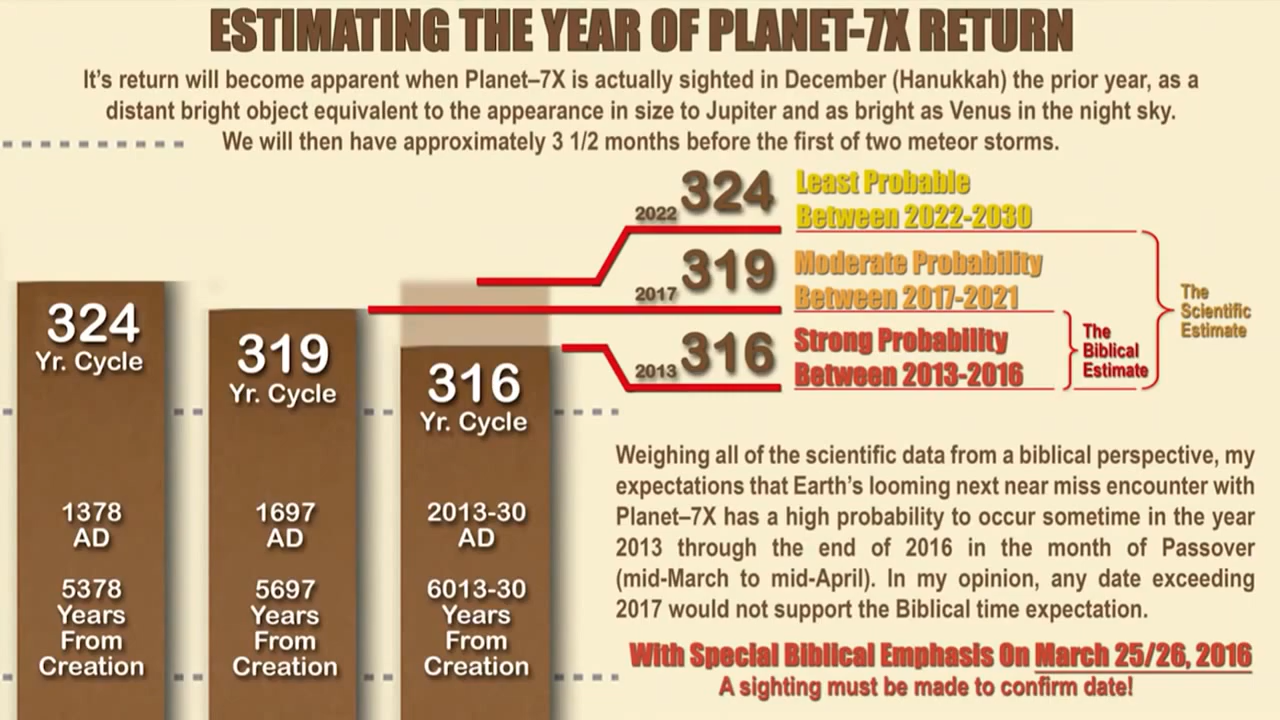 ESTIMATING THE YEAR OF PLANET-7X RETURN
It's return will become apparent when Planet–7X is actually sighted in December (Hanukkah) the prior year, as a
distant bright object equivalent to the appearance in size to Jupiter and as bright as Venus in the night sky.
We will then have approximately 3 1/2 months before the first of two meteor storms.
324
Yr. Cycle
1378
AD
5378
Years
From
Creation
319
Yr. Cycle
1697
AD
5697
Years
From
Creation
316
Yr. Cycle
2013-30
AD
6013-30
Years
From
Creation
2022 324
Least Probable
Between 2022-2030
2017 319
Moderate Probability
Between 2017-2021
2013 316
Strong Probability
Between 2013-2016
The
Biblical
Estimate
The
Scientific
Estimate
Weighing all of the scientific data from a biblical perspective, my
expectations that Earth's looming next near miss encounter with
Planet–7X has a high probability to occur sometime in the year
2013 through the end of 2016 in the month of Passover
(mid-March to mid-April). In my opinion, any date exceeding
2017 would not support the Biblical time expectation.
With Special Biblical Emphasis On March 25/26, 2016
A sighting must be made to confirm date!